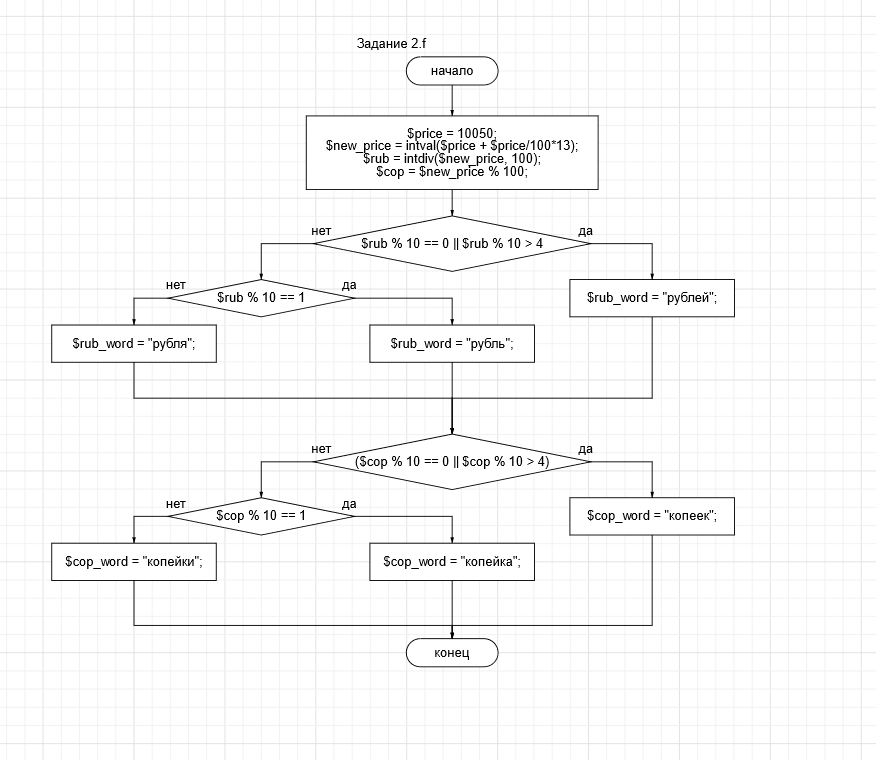 Задание 2.f
начало
$price = 10050;
$new_price = intval($price + $price/100*13);
$rub = intdiv($new_price, 100);
$cop = $new_price % 100;
нет
да
$rub % 10 == 0 || $rub % 10 > 4
нет
да
$rub % 10 == 1
$rub_word = "рублей";
$rub_word = "рубля";
$rub_word = "рубль";
нет
да
($cop % 10 == 0 || $cop % 10 > 4)
нет
да
$cop % 10 == 1
$cop_word = "копеек";
$cop_word = "копейки";
$cop_word = "копейка";
конец